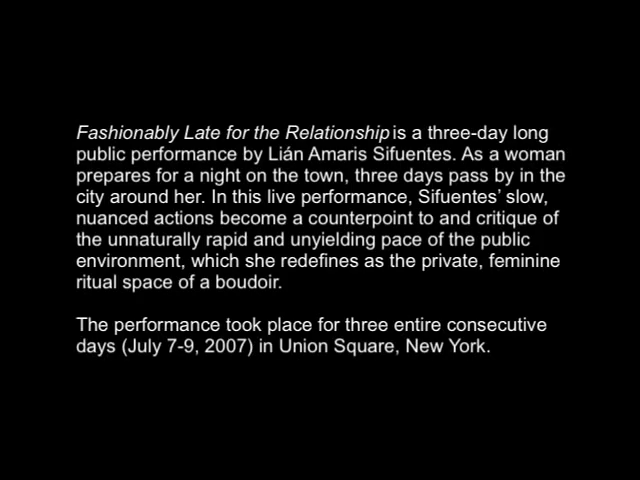 Fashionably Late for the Relationship is a three-day long
public performance by Lián Amaris Sifuentes. As a woman
prepares for a night on the town, three days pass by in the
city around her. In this live performance, Sifuentes’ slow,
nuanced actions become a counterpoint to and critique of
the unnaturally rapid and unyielding pace of the public
environment, which she redefines as the private, feminine
ritual space of a boudoir.
The performance took place for three entire consecutive
days (July 7-9, 2007) in Union Square, New York.